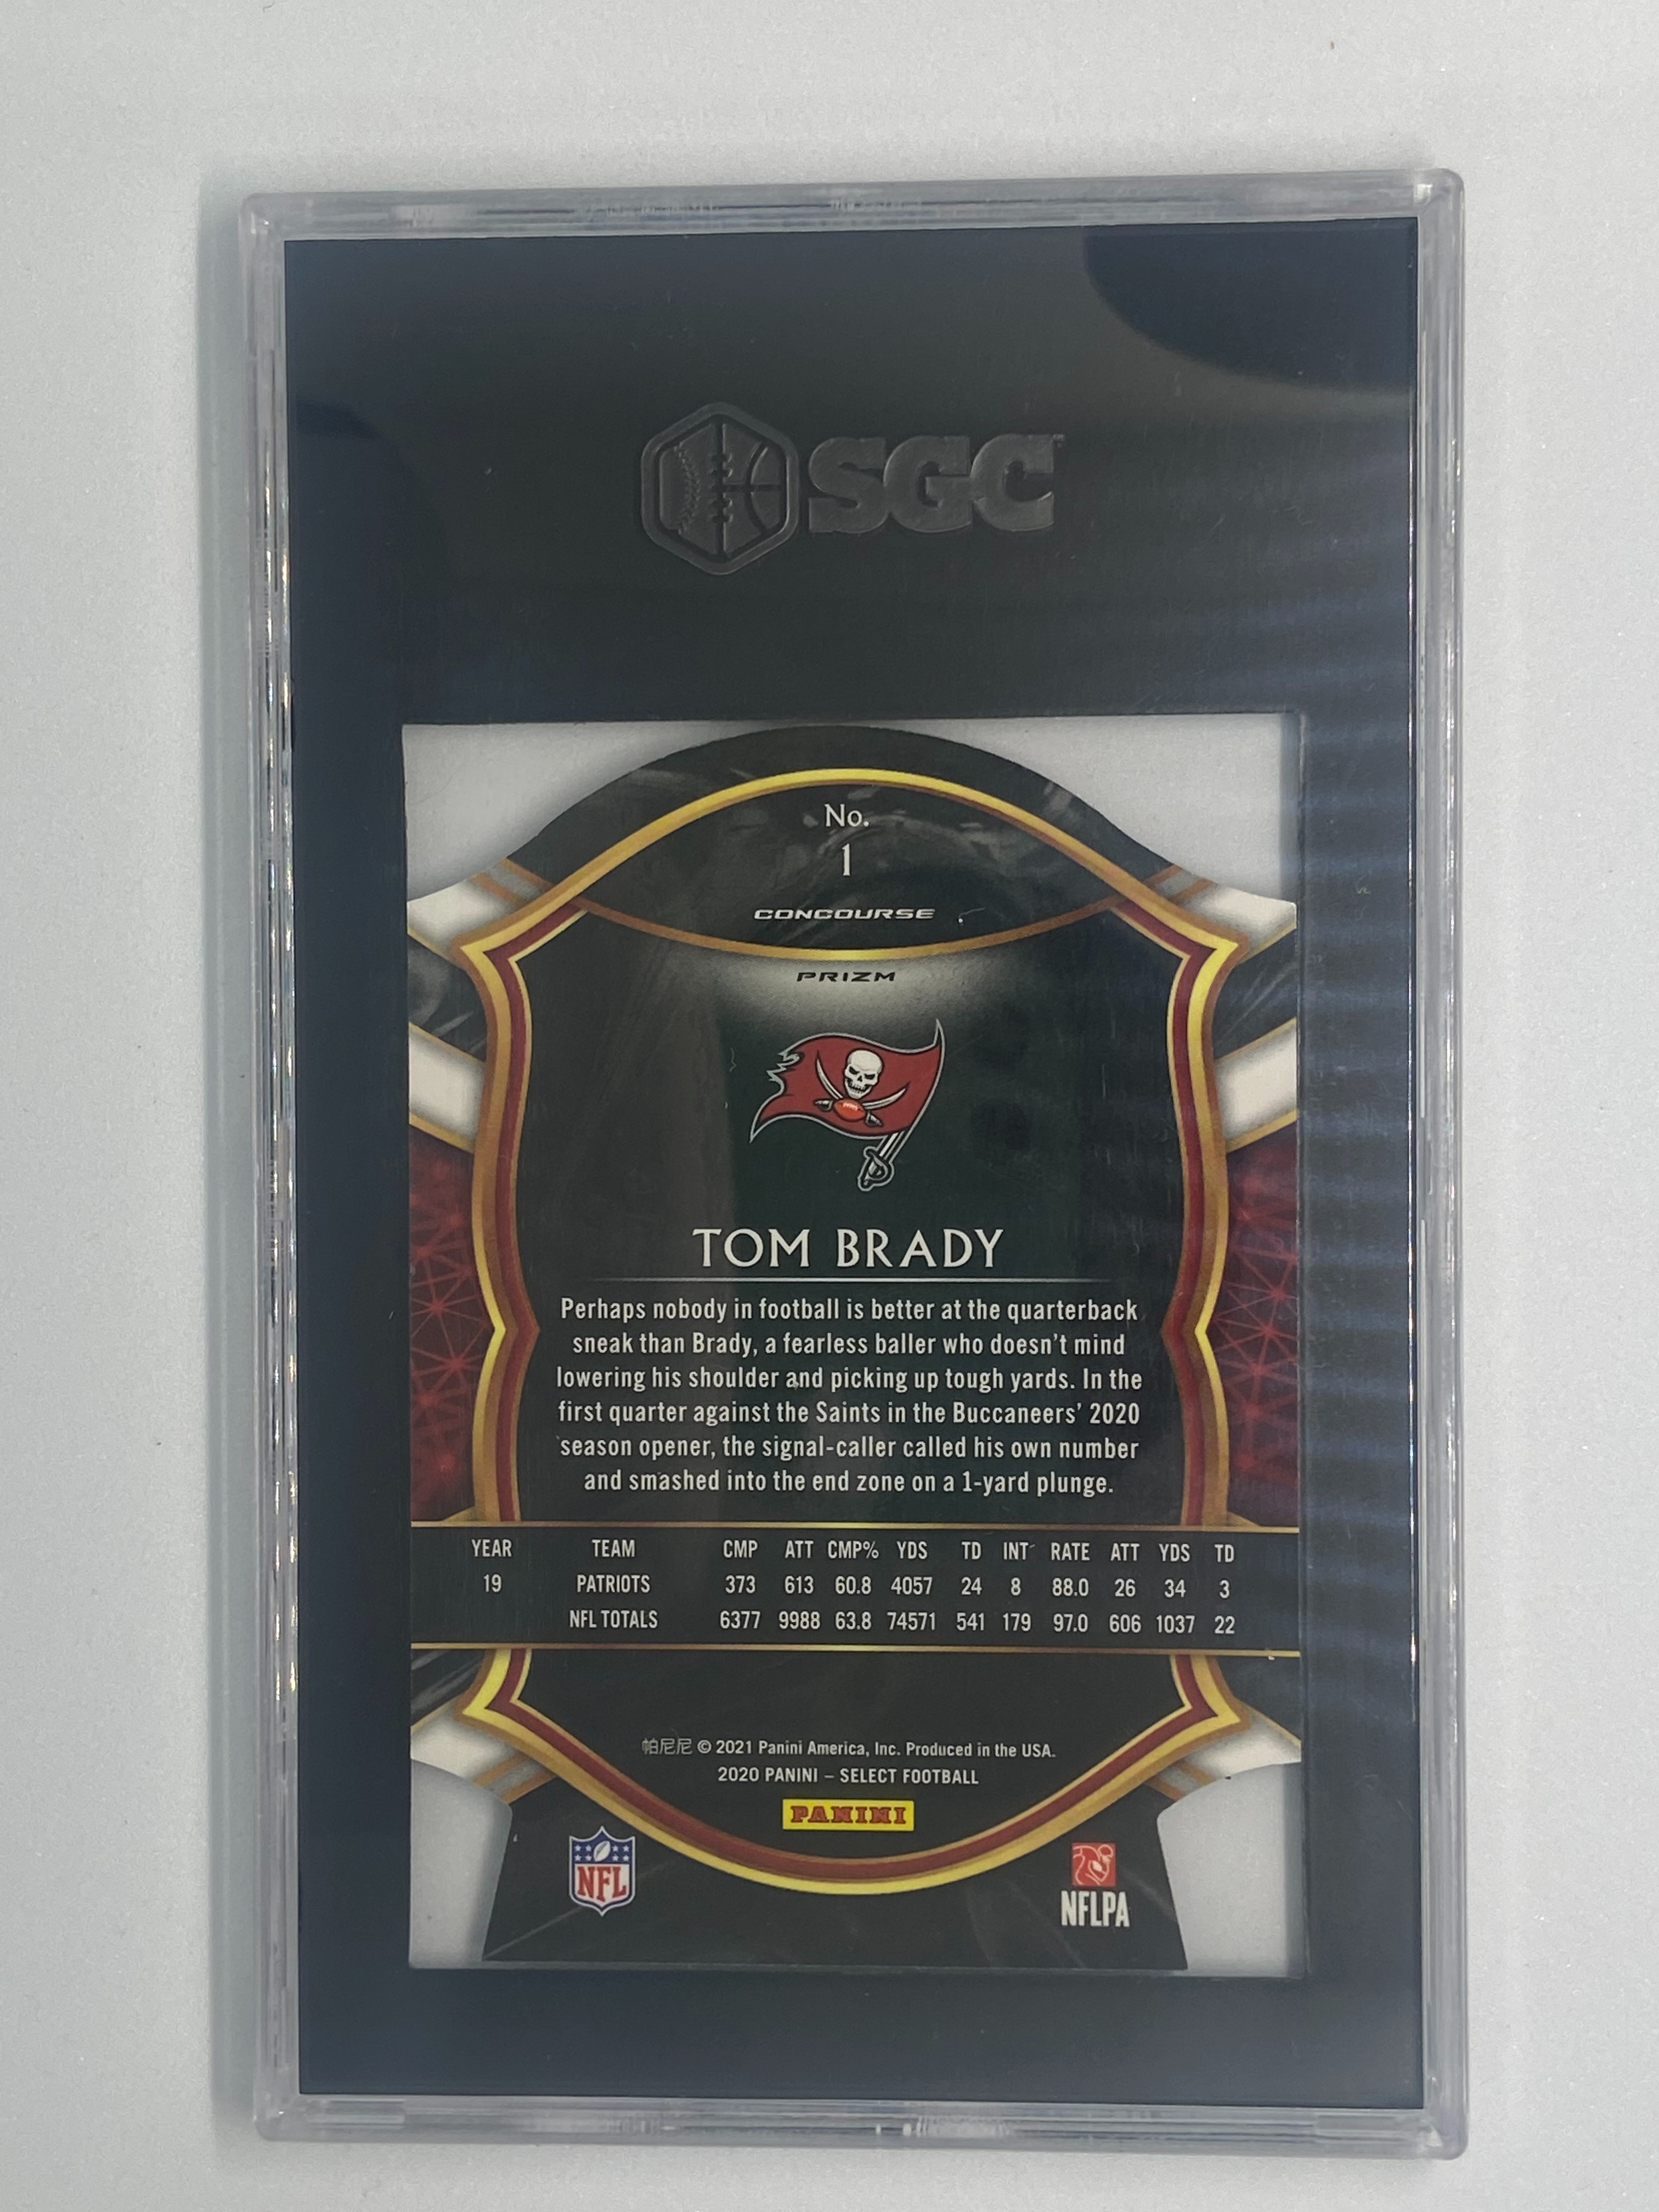 SGC
No.
1
CONCOURSE
PRIZM
TOM BRADY
Perhaps nobody in football is better at the quarterback
sneak than Brady, a fearless baller who doesn't mind
lowering his shoulder and picking up tough yards. In the
first quarter against the Saints in the Buccaneers' 2020
season opener, the signal-caller called his own number
and smashed into the end zone on a 1-yard plunge.
YEAR TEAM CMP ATT CMP% YDS TD INT RATE ATT YDS TD
19 PATRIOTS 373 613 60.8 4057 24 8 88.0 26 34 3
NFL TOTALS 6377 9988 63.8 74571 541 179 97.0 606 1037 22
帕尼尼 © 2021 Panini America, Inc. Produced in the USA.
2020 PANINI – SELECT FOOTBALL
PANINI
NFL
NFLPA